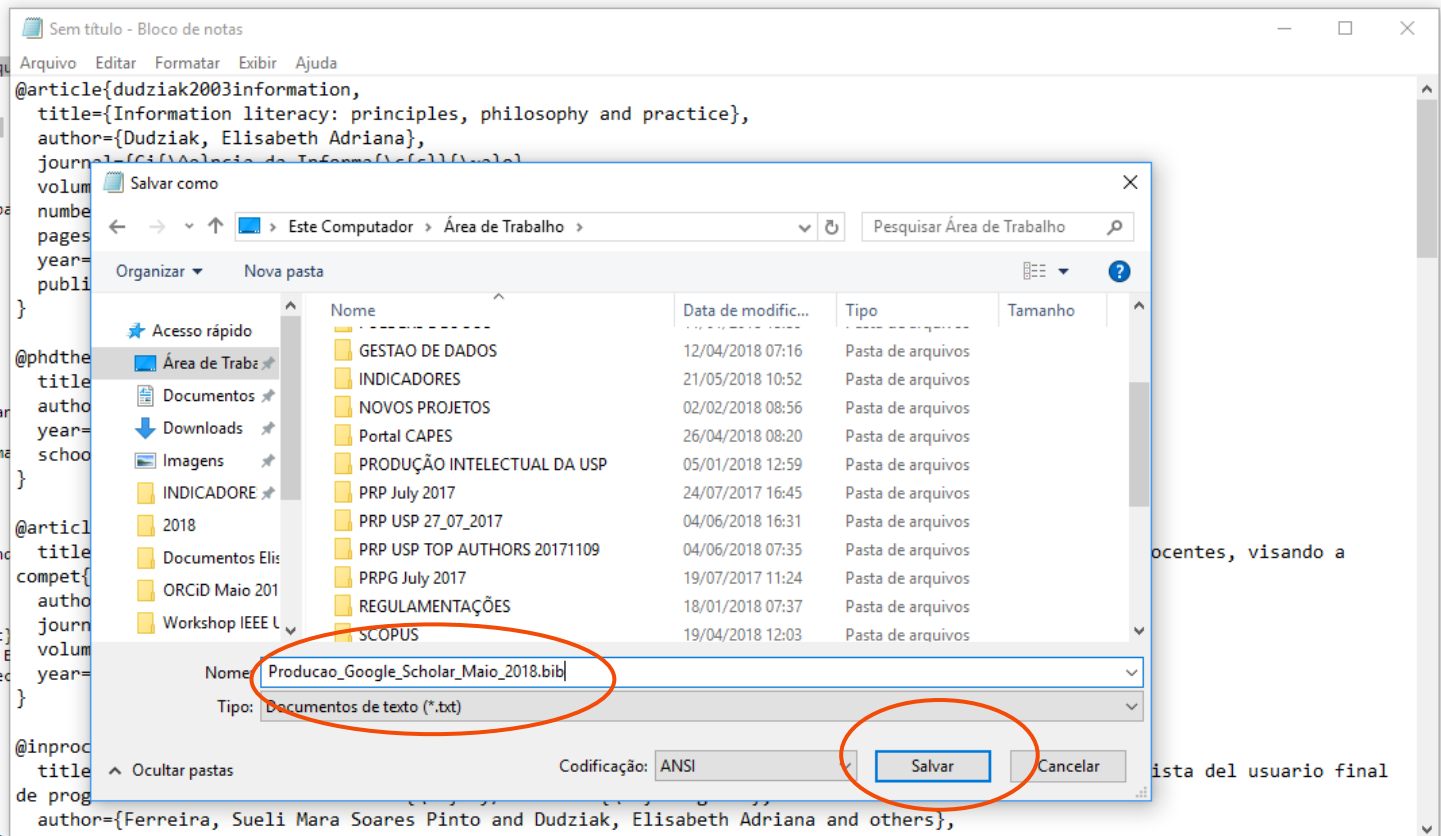 Sem título - Bloco de notas
Arquivo Editar Formatar Exibir Ajuda
@article{dudziak2003information,
title={Information literacy: principles, philosophy and practice},
author={Dudziak, Elisabeth Adriana},
journ
volum
numbe
pages
year=
publi
}
@phdthe
title
autho
year=
schoo
}
@articl
title
ocentes, visando a
compet{
autho
journ
volum
year=
}
@inproc
title
ista del usuario final
de prog
author={Ferreira, Sueli Mara Soares Pinto and Dudziak, Elisabeth Adriana and others},
Salvar como
Este Computador > Área de Trabalho >
Pesquisar Área de Trabalho
Organizar Nova pasta
Nome Data de modific... Tipo Tamanho
GESTAO DE DADOS 12/04/2018 07:16 Pasta de arquivos
INDICADORES 21/05/2018 10:52 Pasta de arquivos
NOVOS PROJETOS 02/02/2018 08:56 Pasta de arquivos
Portal CAPES 26/04/2018 08:20 Pasta de arquivos
PRODUÇÃO INTELECTUAL DA USP 05/01/2018 12:59 Pasta de arquivos
PRP July 2017 24/07/2017 16:45 Pasta de arquivos
PRP USP 27_07_2017 04/06/2018 16:31 Pasta de arquivos
PRP USP TOP AUTHORS 20171109 04/06/2018 07:35 Pasta de arquivos
PRPG July 2017 19/07/2017 11:24 Pasta de arquivos
REGULAMENTAÇÕES 18/01/2018 07:37 Pasta de arquivos
SCOPUS 19/04/2018 12:03 Pasta de arquivos
Acesso rápido
Área de Traba
Documentos
Downloads
Imagens
INDICADORE
2018
Documentos Elis
ORCiD Maio 201
Workshop IEEE U
Nome: Producao_Google_Scholar_Maio_2018.bib
Tipo: Documentos de texto (*.txt)
Ocultar pastas
Codificação: ANSI
Salvar
Cancelar